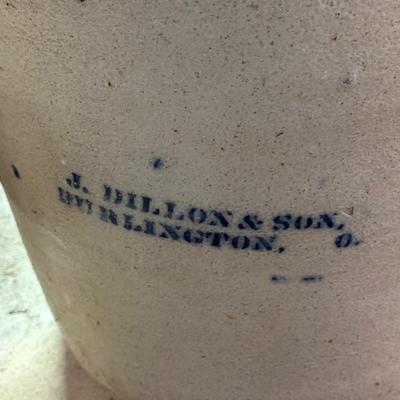 J. DILLON & SON,
BURLINGTON, O.